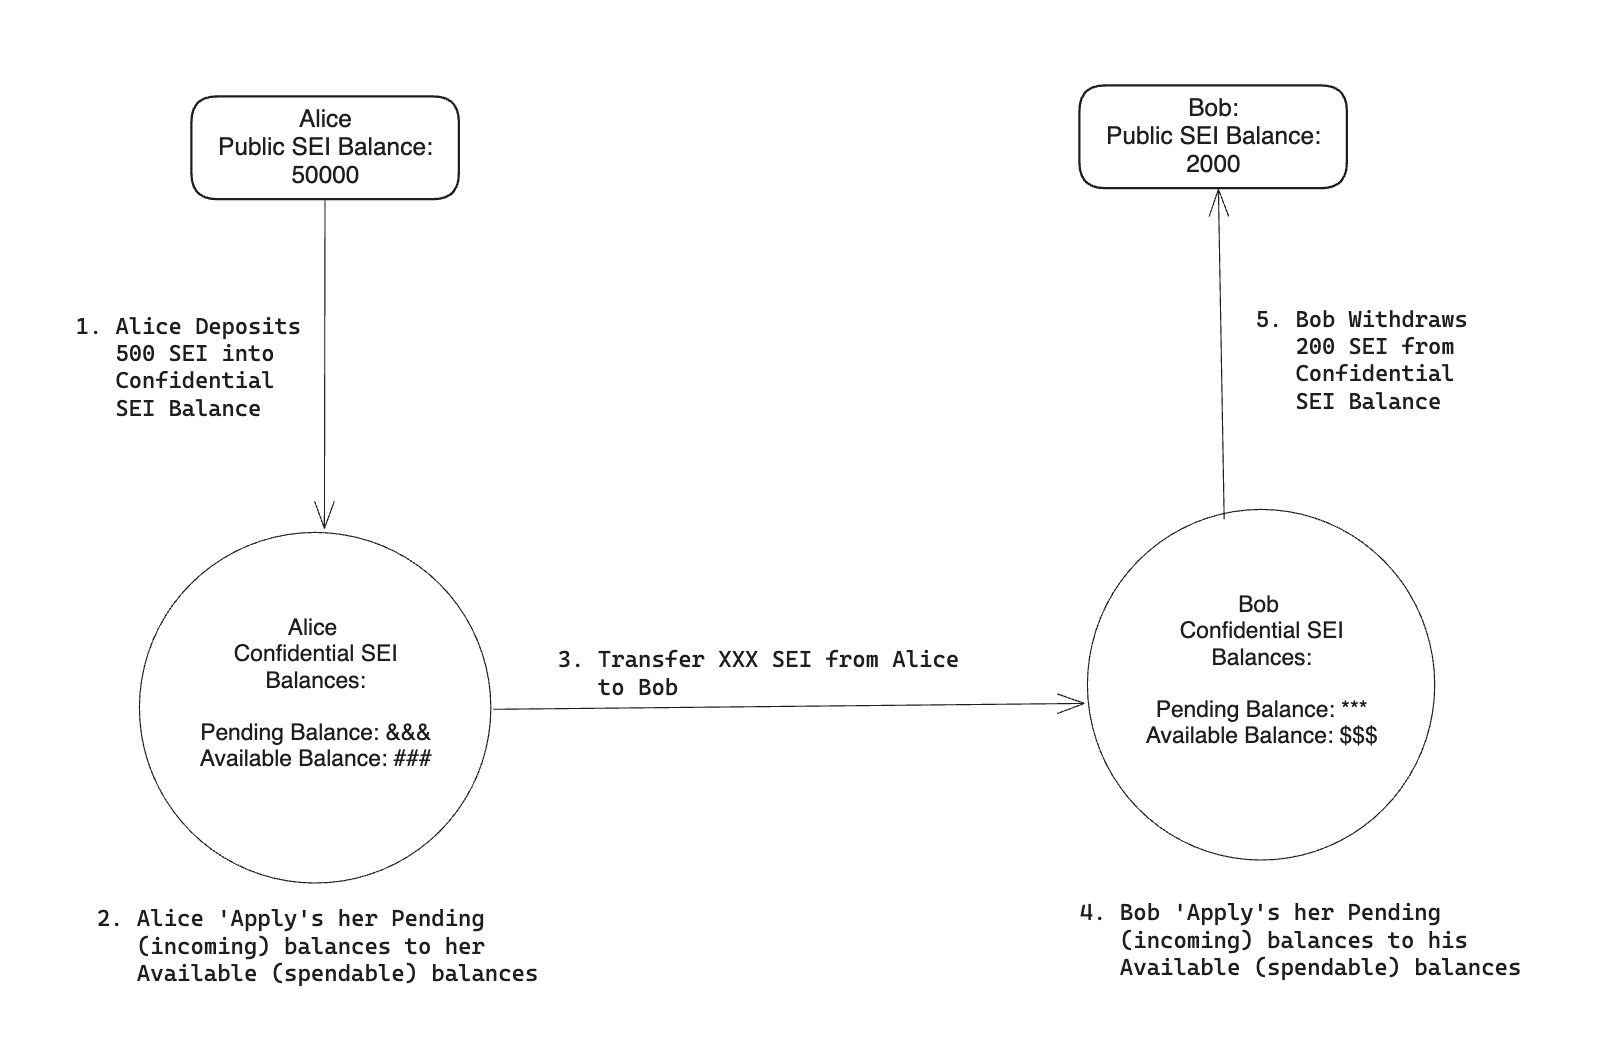 Alice
Public SEI Balance:
50000
Bob:
Public SEI Balance:
2000
1. Alice Deposits
500 SEI into
Confidential
SEI Balance
5. Bob Withdraws
200 SEI from
Confidential
SEI Balance
Alice
Confidential SEI
Balances:
Pending Balance: &&&
Available Balance: ###
3. Transfer XXX SEI from Alice
to Bob
Bob
Confidential SEI
Balances:
Pending Balance: ***
Available Balance: $$$
2. Alice 'Apply's her Pending
(incoming) balances to her
Available (spendable) balances
4. Bob 'Apply's her Pending
(incoming) balances to his
Available (spendable) balances